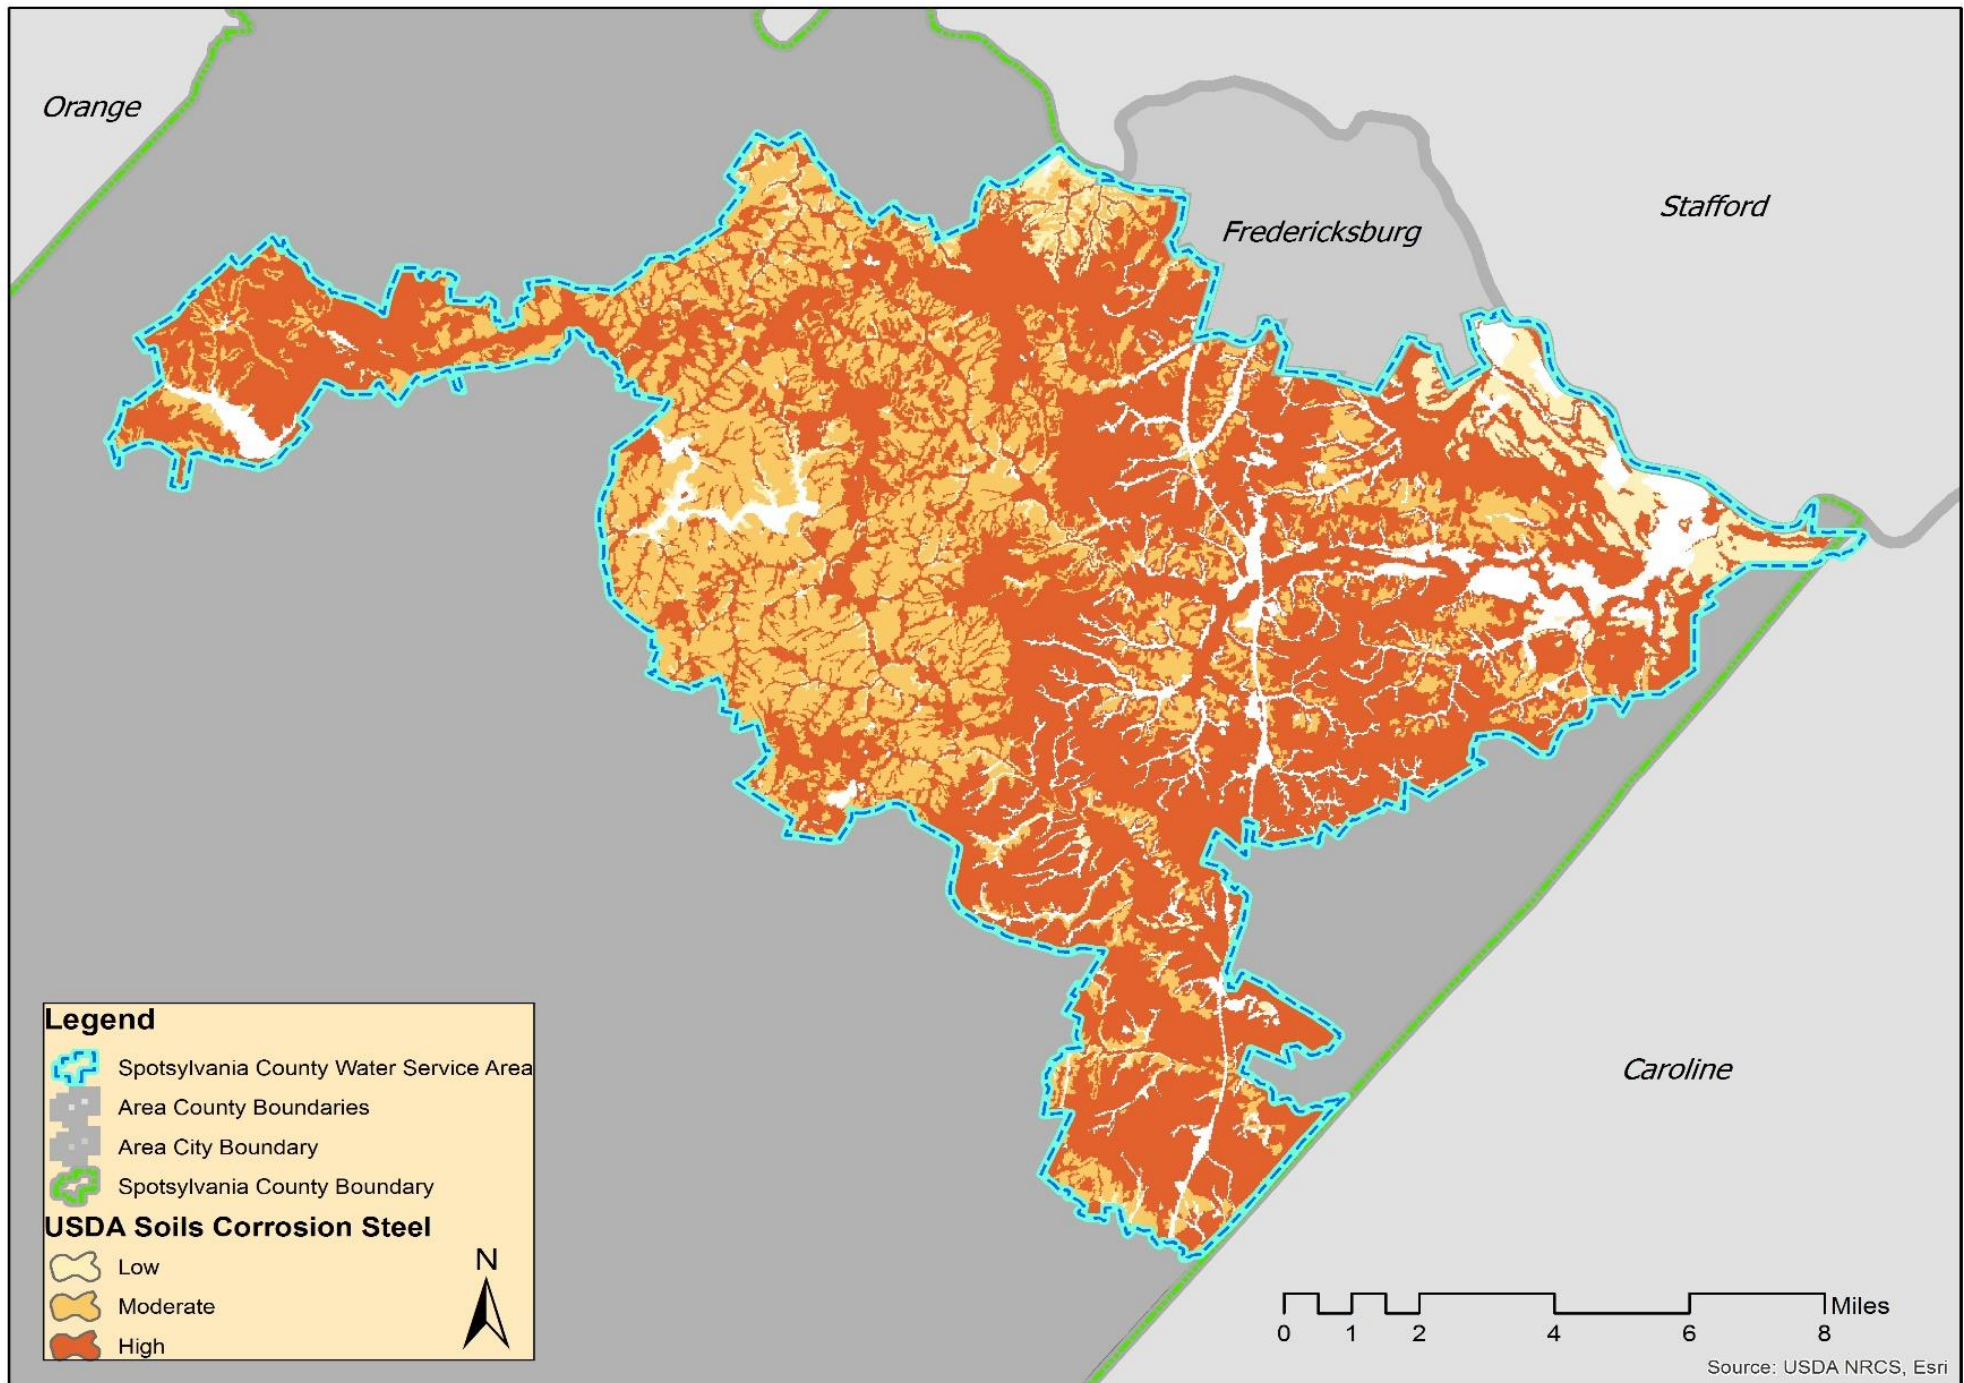 Orange
Stafford
Fredericksburg
Caroline
Legend
Spotsylvania County Water Service Area
Area County Boundaries
Area City Boundary
Spotsylvania County Boundary
USDA Soils Corrosion Steel
Low
Moderate
High
N
Miles
0 1 2 4 6 8
Source: USDA NRCS, Esri